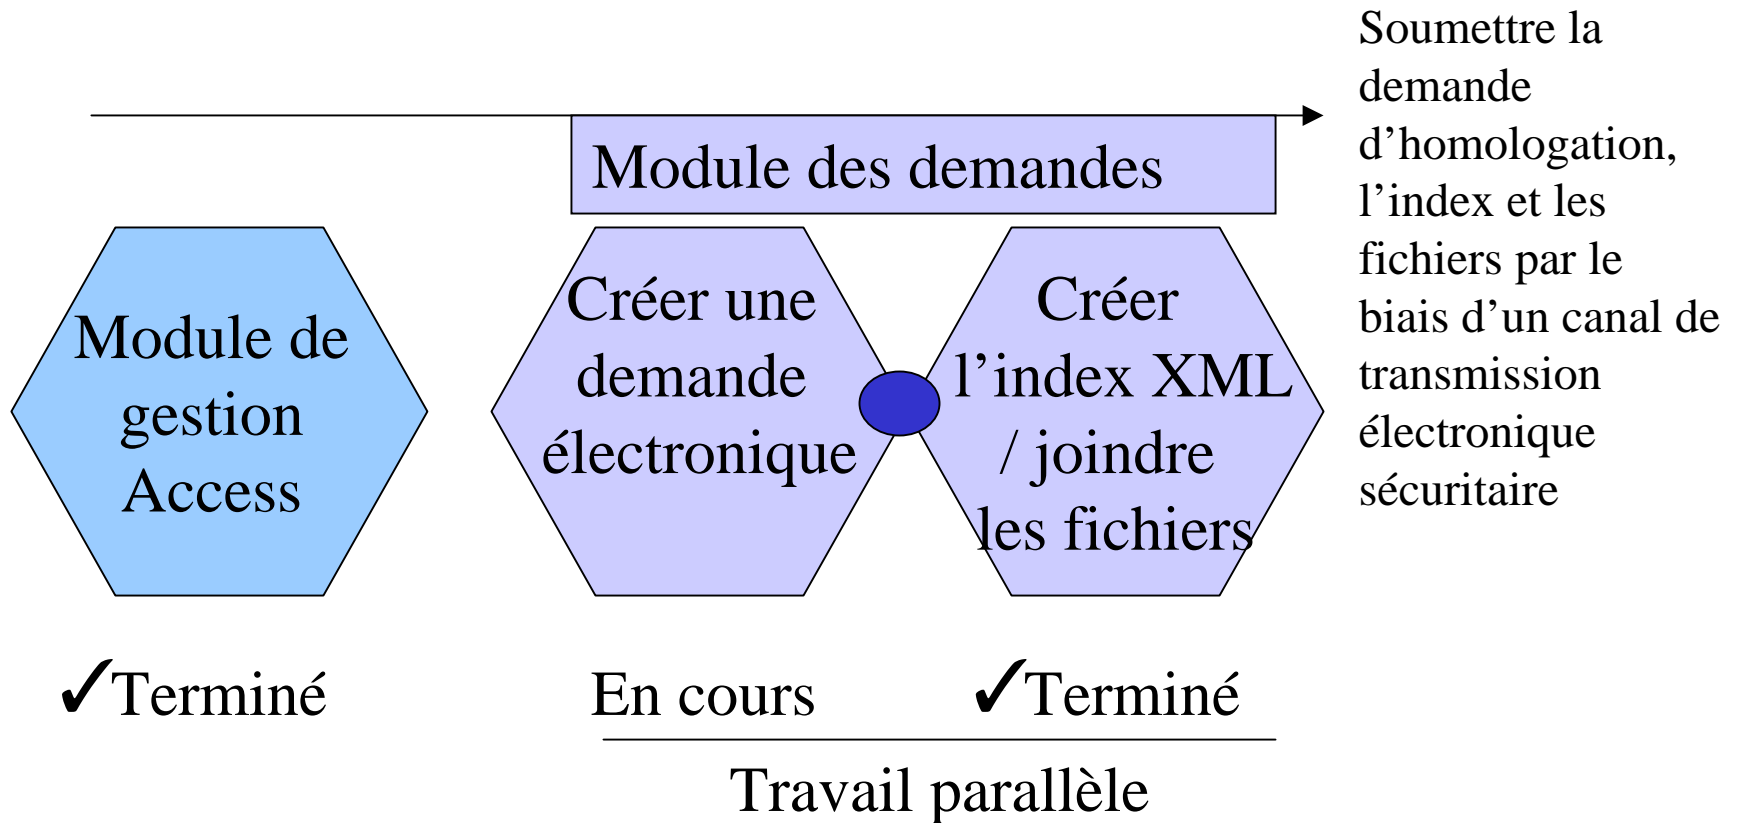 Module des demandes
Module de
gestion
Access
Créer une
demande
électronique
Créer
l’index XML
/ joindre
les fichiers
Soumettre la
demande
d’homologation,
l’index et les
fichiers par le
biais d’un canal de
transmission
électronique
sécuritaire
✓Terminé
En cours
✓Terminé
Travail parallèle